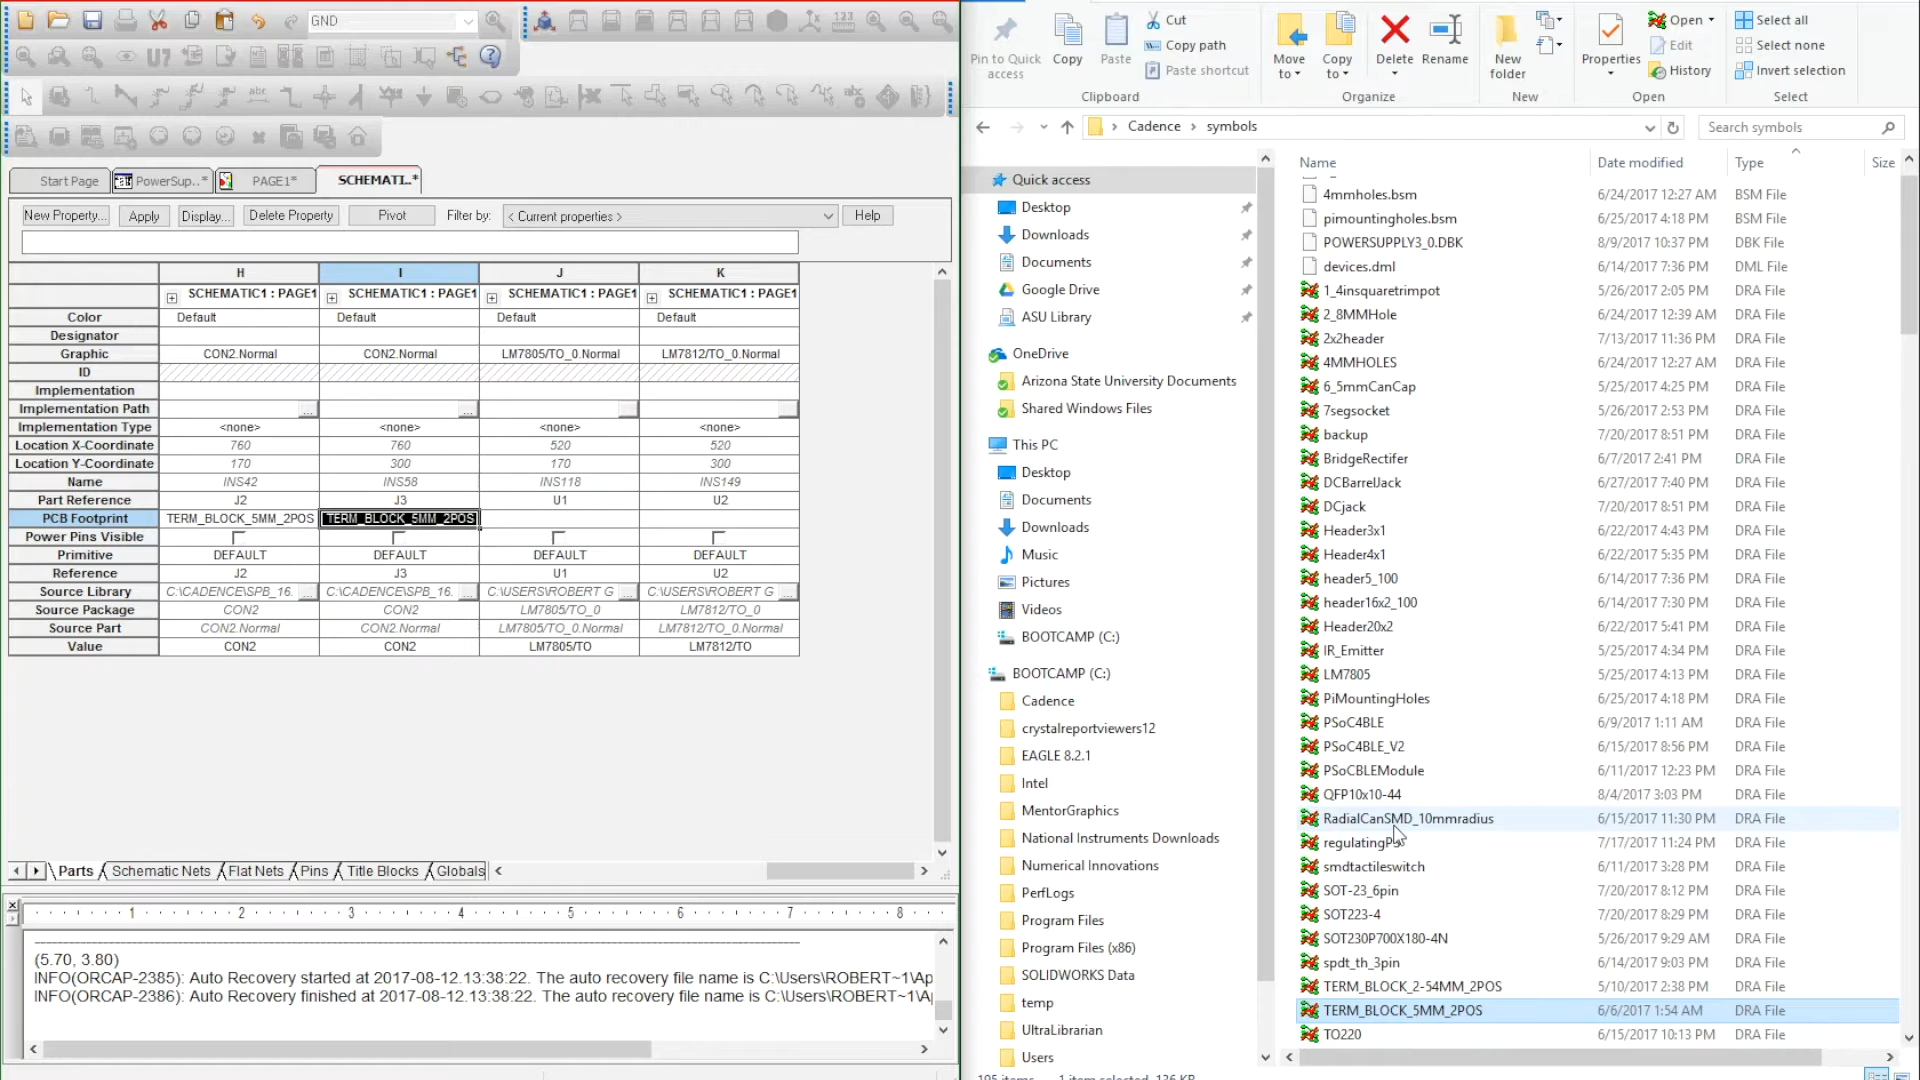 GND
U?
123
Start Page
PowerSup..*
PAGE1*
SCHEMATI..*
New Property...
Apply
Display...
Delete Property
Pivot
Filter by:
< Current properties >
Help
H I J K
SCHEMATIC1 : PAGE1 SCHEMATIC1 : PAGE1 SCHEMATIC1 : PAGE1 SCHEMATIC1 : PAGE1
Color Default Default Default Default
Designator
Graphic CON2.Normal CON2.Normal LM7805/TO_0.Normal LM7812/TO_0.Normal
ID
Implementation
Implementation Path ... ...
Implementation Type <none> <none> <none> <none>
Location X-Coordinate 760 760 520 520
Location Y-Coordinate 170 300 170 300
Name INS42 INS58 INS118 INS149
Part Reference J2 J3 U1 U2
PCB Footprint TERM_BLOCK_5MM_2POS TERM_BLOCK_5MM_2POS
Power Pins Visible
Primitive DEFAULT DEFAULT DEFAULT DEFAULT
Reference J2 J3 U1 U2
Source Library C:\CADENCE\SPB_16. ... C:\CADENCE\SPB_16. ... C:\USERS\ROBERT G ... C:\USERS\ROBERT G ...
Source Package CON2 CON2 LM7805/TO_0 LM7812/TO_0
Source Part CON2.Normal CON2.Normal LM7805/TO_0.Normal LM7812/TO_0.Normal
Value CON2 CON2 LM7805/TO LM7812/TO
Parts Schematic Nets Flat Nets Pins Title Blocks Globals
1 2 3 4 5 6 7 8
(5.70, 3.80)
INFO(ORCAP-2385): Auto Recovery started at 2017-08-12.13:38:22. The auto recovery file name is C:\Users\ROBERT~1\Ap
INFO(ORCAP-2386): Auto Recovery finished at 2017-08-12.13:38:22. The auto recovery file name is C:\Users\ROBERT~1\A
Pin to Quick access
Copy
Paste
Cut
Copy path
Paste shortcut
Clipboard
Move to
Copy to
Delete
Rename
Organize
New folder
New
Properties
Open
Edit
History
Open
Select all
Select none
Invert selection
Select
Cadence > symbols
Search symbols
Quick access
Desktop
Downloads
Documents
Google Drive
ASU Library
OneDrive
Arizona State University Documents
Shared Windows Files
This PC
Desktop
Documents
Downloads
Music
Pictures
Videos
BOOTCAMP (C:)
BOOTCAMP (C:)
Cadence
crystalreportviewers12
EAGLE 8.2.1
Intel
MentorGraphics
National Instruments Downloads
Numerical Innovations
PerfLogs
Program Files
Program Files (x86)
SOLIDWORKS Data
temp
UltraLibrarian
Users
Name Date modified Type Size
4mmholes.bsm 6/24/2017 12:27 AM BSM File
pimountingholes.bsm 6/25/2017 4:18 PM BSM File
POWERSUPPLY3_0.DBK 8/9/2017 10:37 PM DBK File
devices.dml 6/14/2017 7:36 PM DML File
1_4insquaretrimpot 5/26/2017 2:05 PM DRA File
2_8MMHole 6/24/2017 12:39 AM DRA File
2x2header 7/13/2017 11:36 PM DRA File
4MMHOLES 6/24/2017 12:27 AM DRA File
6_5mmCanCap 5/25/2017 4:25 PM DRA File
7segsocket 5/26/2017 2:53 PM DRA File
backup 7/20/2017 8:51 PM DRA File
BridgeRectifer 6/7/2017 2:41 PM DRA File
DCBarrelJack 6/27/2017 7:40 PM DRA File
DCjack 7/20/2017 8:51 PM DRA File
Header3x1 6/22/2017 4:43 PM DRA File
Header4x1 6/22/2017 5:35 PM DRA File
header5_100 6/14/2017 7:36 PM DRA File
header16x2_100 6/14/2017 7:30 PM DRA File
Header20x2 6/22/2017 5:41 PM DRA File
IR_Emitter 5/25/2017 4:34 PM DRA File
LM7805 5/25/2017 4:13 PM DRA File
PiMountingHoles 6/25/2017 4:18 PM DRA File
PSoC4BLE 6/9/2017 1:11 AM DRA File
PSoC4BLE_V2 6/15/2017 8:56 PM DRA File
PSoCBLEModule 6/11/2017 12:23 PM DRA File
QFP10x10-44 8/4/2017 3:03 PM DRA File
RadialCanSMD_10mmradius 6/15/2017 11:30 PM DRA File
regulatingPS 7/17/2017 11:24 PM DRA File
smdtactileswitch 6/11/2017 3:28 PM DRA File
SOT-23_6pin 7/20/2017 8:12 PM DRA File
SOT223-4 7/20/2017 8:29 PM DRA File
SOT230P700X180-4N 5/26/2017 9:29 AM DRA File
spdt_th_3pin 6/14/2017 9:03 PM DRA File
TERM_BLOCK_2-54MM_2POS 5/10/2017 2:38 PM DRA File
TERM_BLOCK_5MM_2POS 6/6/2017 1:54 AM DRA File
TO220 6/15/2017 10:13 PM DRA File